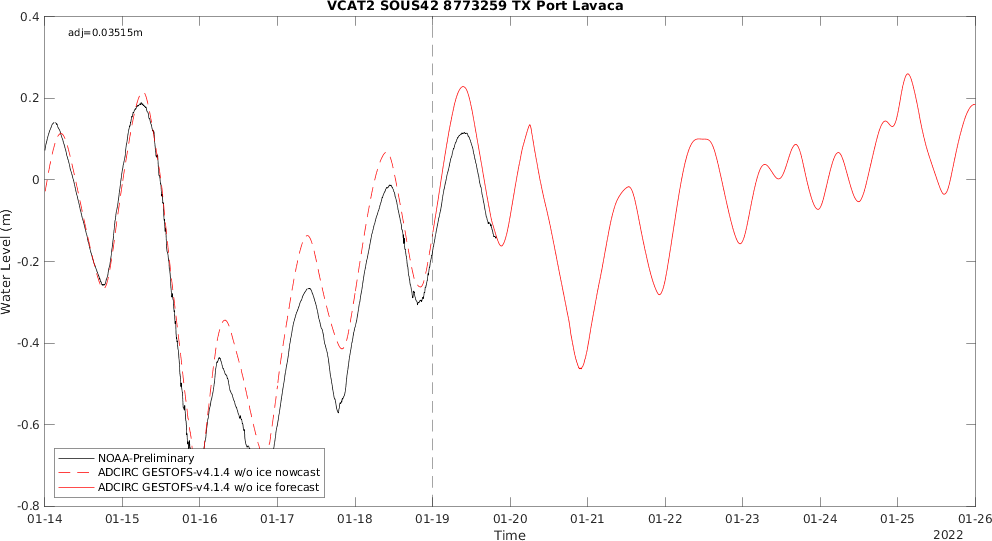 VCAT2 SOUS42 8773259 TX Port Lavaca
adj=0.03515m
0.4
0.2
0
-0.2
-0.4
-0.6
-0.8
Water Level (m)
NOAA-Preliminary
ADCIRC GESTOFS-v4.1.4 w/o ice nowcast
ADCIRC GESTOFS-v4.1.4 w/o ice forecast
01-14 01-15 01-16 01-17 01-18 01-19 01-20 01-21 01-22 01-23 01-24 01-25 01-26
Time
2022